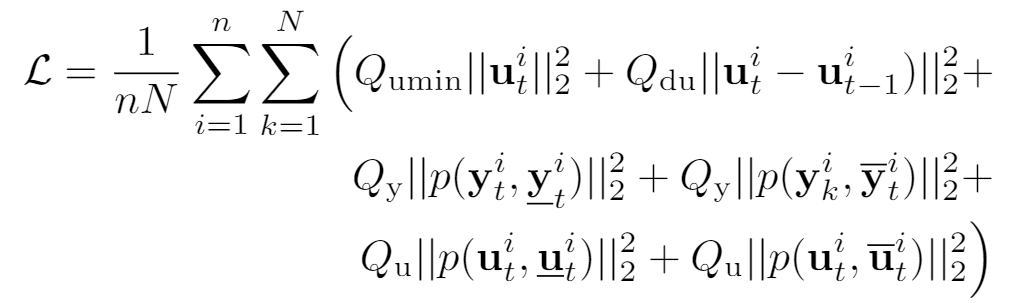 $\mathcal{L} = \frac{1}{nN} \sum_{i=1}^{n} \sum_{k=1}^{N} \Big( Q_{\text{umin}} ||\mathbf{u}_t^i||_2^2 + Q_{\text{du}} ||\mathbf{u}_t^i - \mathbf{u}_{t-1}^i)||_2^2 +$
$Q_{\text{y}} ||p(\mathbf{y}_t^i, \underline{\mathbf{y}}_t^i)||_2^2 + Q_{\text{y}} ||p(\mathbf{y}_k^i, \overline{\mathbf{y}}_t^i)||_2^2 +$
$Q_{\text{u}} ||p(\mathbf{u}_t^i, \underline{\mathbf{u}}_t^i)||_2^2 + Q_{\text{u}} ||p(\mathbf{u}_t^i, \overline{\mathbf{u}}_t^i)||_2^2 \Big)$